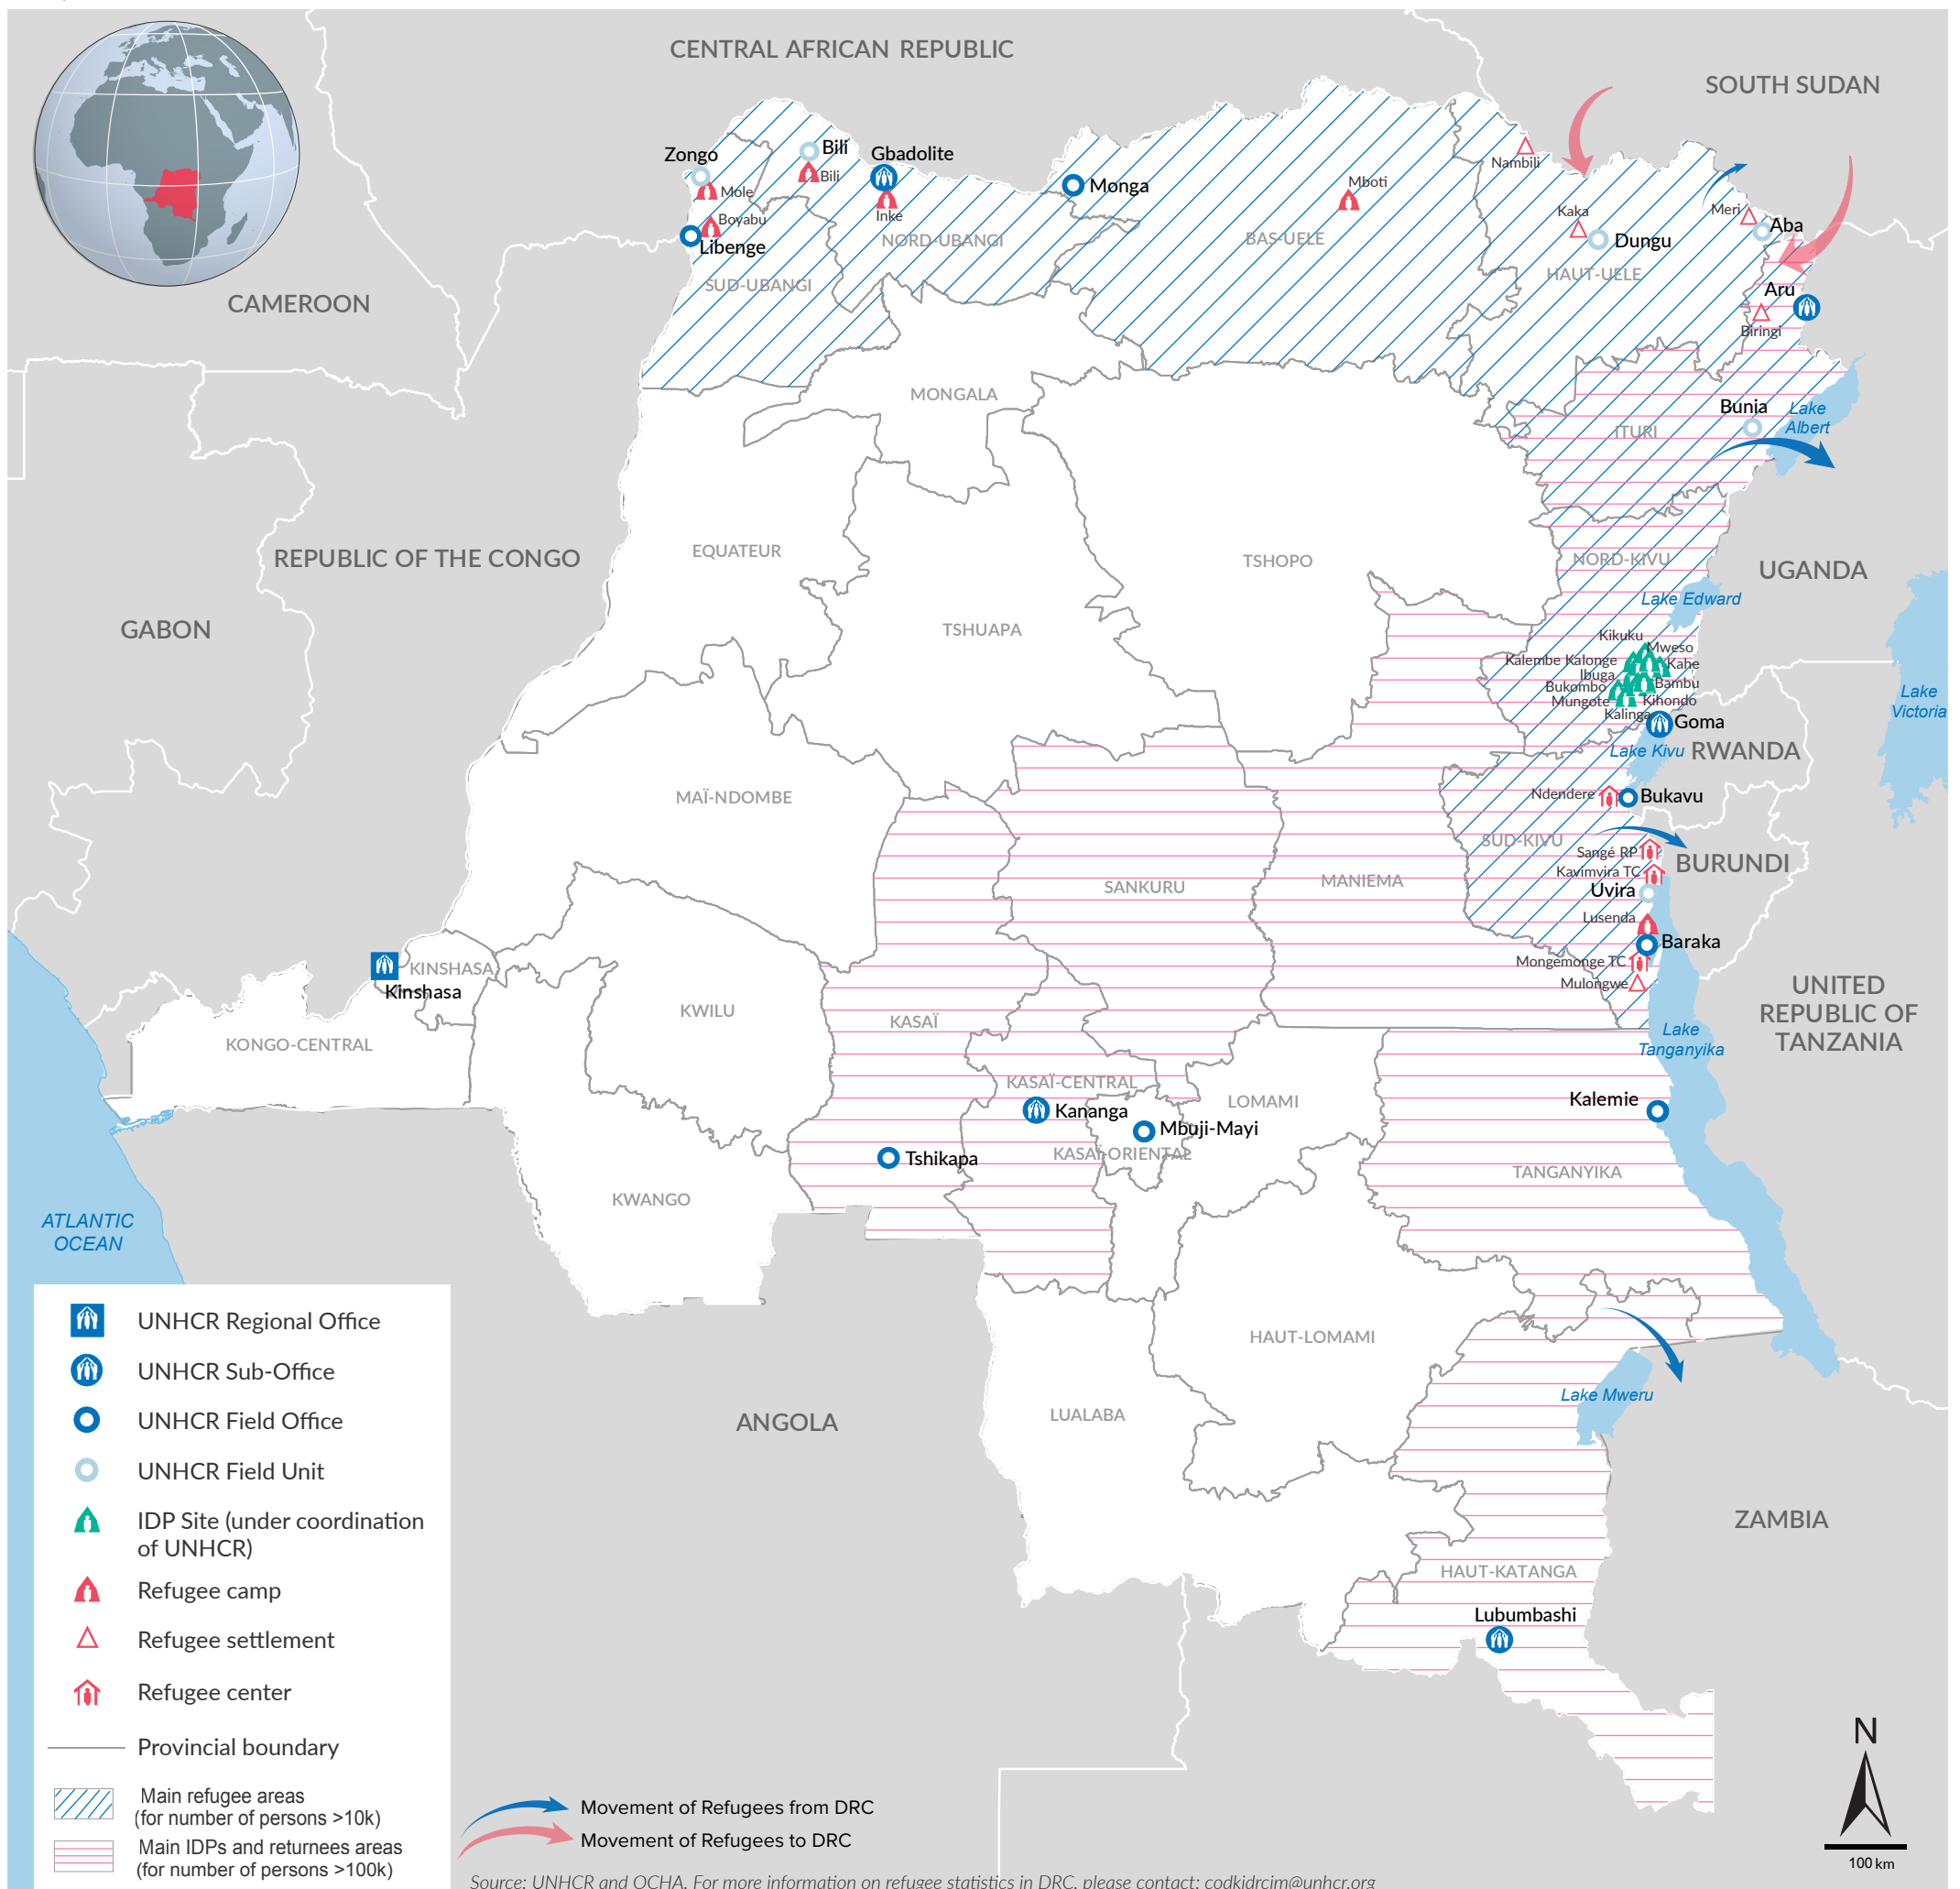 CENTRAL AFRICAN REPUBLIC
SOUTH SUDAN
CAMEROON
REPUBLIC OF THE CONGO
GABON
UGANDA
RWANDA
BURUNDI
UNITED
REPUBLIC OF
TANZANIA
ZAMBIA
ANGOLA
ATLANTIC
OCEAN
Zongo
Mole
Boyabu
Libenge
Bili
Bili
Gbadolite
Inke
Monga
Mboti
Nambili
Kaka
Dungu
Meri
Aba
Aru
Biringi
SUD-UBANGI
NORD-UBANGI
BAS-UELE
HAUT-UELE
MONGALA
ITURI
Bunia
Lake
Albert
EQUATEUR
TSHUAPA
TSHOPO
NORD-KIVU
Lake Edward
Kikuku
Mweso
Kalembe Kalonge
Kahe
Ibuga
Bambu
Bukombo
Mungote
Kihondo
Kalinga
Goma
Lake Kivu
Lake
Victoria
Ndendere
Bukavu
SUD-KIVU
Sangé RP
Kavimvira TC
Uvira
Lusenda
Baraka
Mongemonge TC
Mulongwe
Lake
Tanganyika
MAÏ-NDOMBE
SANKURU
MANIEMA
KINSHASA
Kinshasa
KONGO-CENTRAL
KWILU
KASAÏ
KASAÏ-CENTRAL
Kananga
LOMAMI
Mbuji-Mayi
KASAÏ-ORIENTAL
Tshikapa
KWANGO
Kalemie
TANGANYIKA
HAUT-LOMAMI
LUALABA
Lake Mweru
HAUT-KATANGA
Lubumbashi
UNHCR Regional Office
UNHCR Sub-Office
UNHCR Field Office
UNHCR Field Unit
IDP Site (under coordination
of UNHCR)
Refugee camp
Refugee settlement
Refugee center
Provincial boundary
Main refugee areas
(for number of persons >10k)
Main IDPs and returnees areas
(for number of persons >100k)
Movement of Refugees from DRC
Movement of Refugees to DRC
Source: UNHCR and OCHA. For more information on refugee statistics in DRC, please contact: codkidrcim@unhcr.org
N
100 km